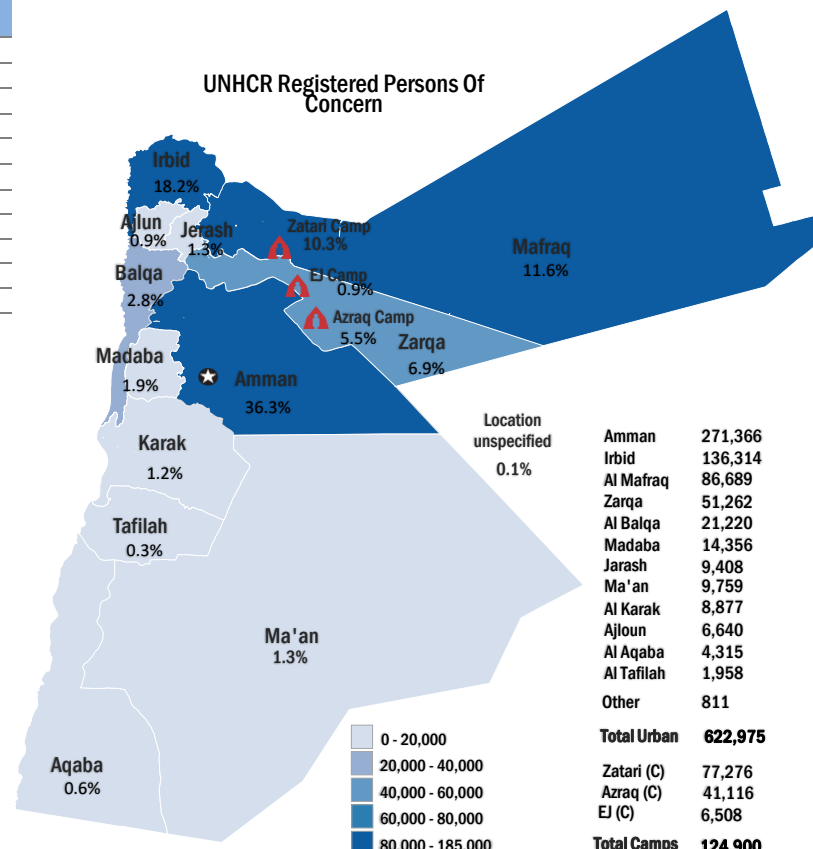 UNHCR Registered Persons Of
Concern
Irbid
18.2%
Ajlun
0.9%
Jerash
1.3%
Zatari Camp
10.3%
Mafraq
11.6%
EJ Camp
0.9%
Balqa
2.8%
Azraq Camp
5.5%
Zarqa
6.9%
Madaba
1.9%
Amman
36.3%
Karak
1.2%
Location
unspecified
0.1%
Tafilah
0.3%
Ma'an
1.3%
Aqaba
0.6%
Amman 271,366
Irbid 136,314
Al Mafraq 86,689
Zarqa 51,262
Al Balqa 21,220
Madaba 14,356
Jarash 9,408
Ma'an 9,759
Al Karak 8,877
Ajloun 6,640
Al Aqaba 4,315
Al Tafilah 1,958
Other 811
Total Urban 622,975
Zatari (C) 77,276
Azraq (C) 41,116
EJ (C) 6,508
Total Camps 124,900
0 - 20,000
20,000 - 40,000
40,000 - 60,000
60,000 - 80,000
80,000 - 185,000